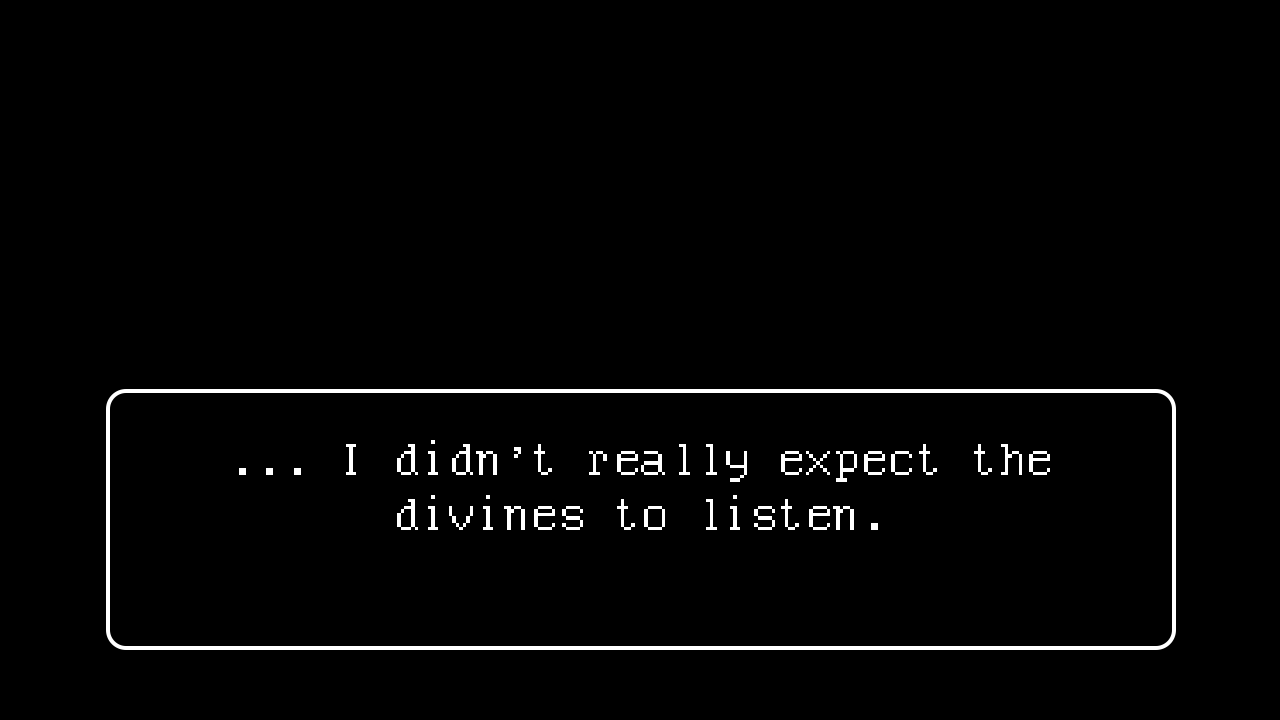 ... I didn't really expect the
divines to listen.